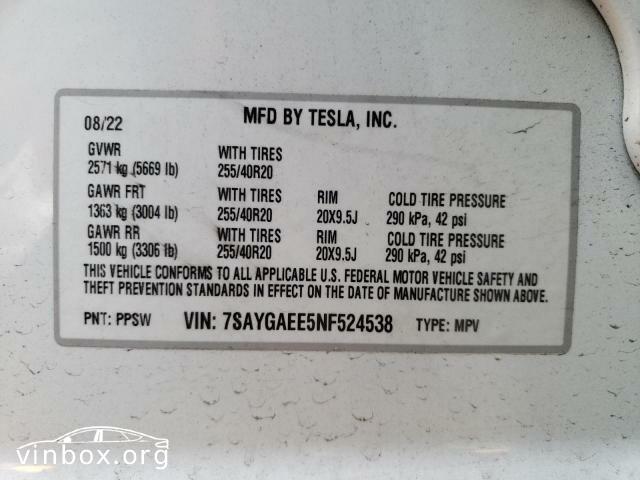 08/22 MFD BY TESLA, INC.
GVWR WITH TIRES
2571 kg (5669 lb) 255/40R20
GAWR FRT WITH TIRES RIM COLD TIRE PRESSURE
1363 kg (3004 lb) 255/40R20 20X9.5J 290 kPa, 42 psi
GAWR RR WITH TIRES RIM COLD TIRE PRESSURE
1500 kg (3306 lb) 255/40R20 20X9.5J 290 kPa, 42 psi
THIS VEHICLE CONFORMS TO ALL APPLICABLE U.S. FEDERAL MOTOR VEHICLE SAFETY AND
THEFT PREVENTION STANDARDS IN EFFECT ON THE DATE OF MANUFACTURE SHOWN ABOVE.
PNT: PPSW VIN: 7SAYGAEE5NF524538 TYPE: MPV
vinbox.org